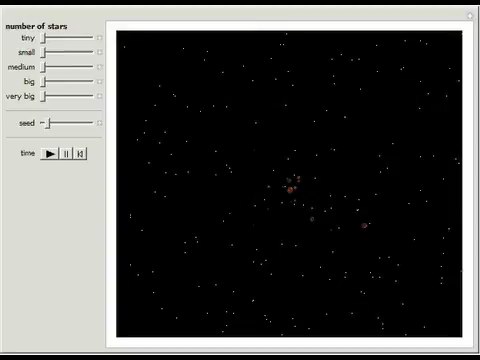 number of stars
tiny
small
medium
big
very big
seed
time